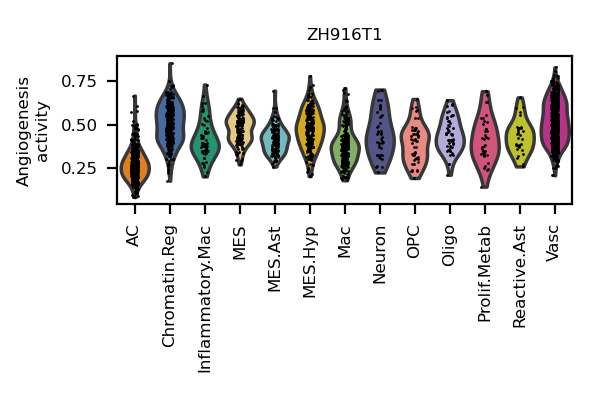 ZH916T1
Angiogenesis
activity
0.75
0.50
0.25
AC
Chromatin.Reg
Inflammatory.Mac
MES
MES.Ast
MES.Hyp
Mac
Neuron
OPC
Oligo
Prolif.Metab
Reactive.Ast
Vasc